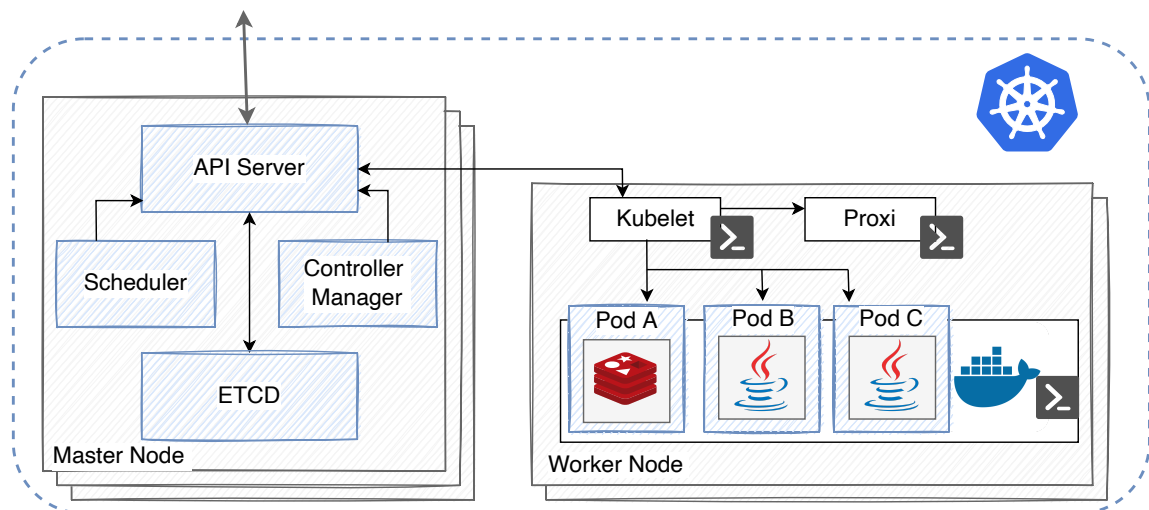 API Server
Scheduler
Controller
Manager
ETCD
Master Node
Kubelet
Proxi
Pod A
Pod B
Pod C
Worker Node